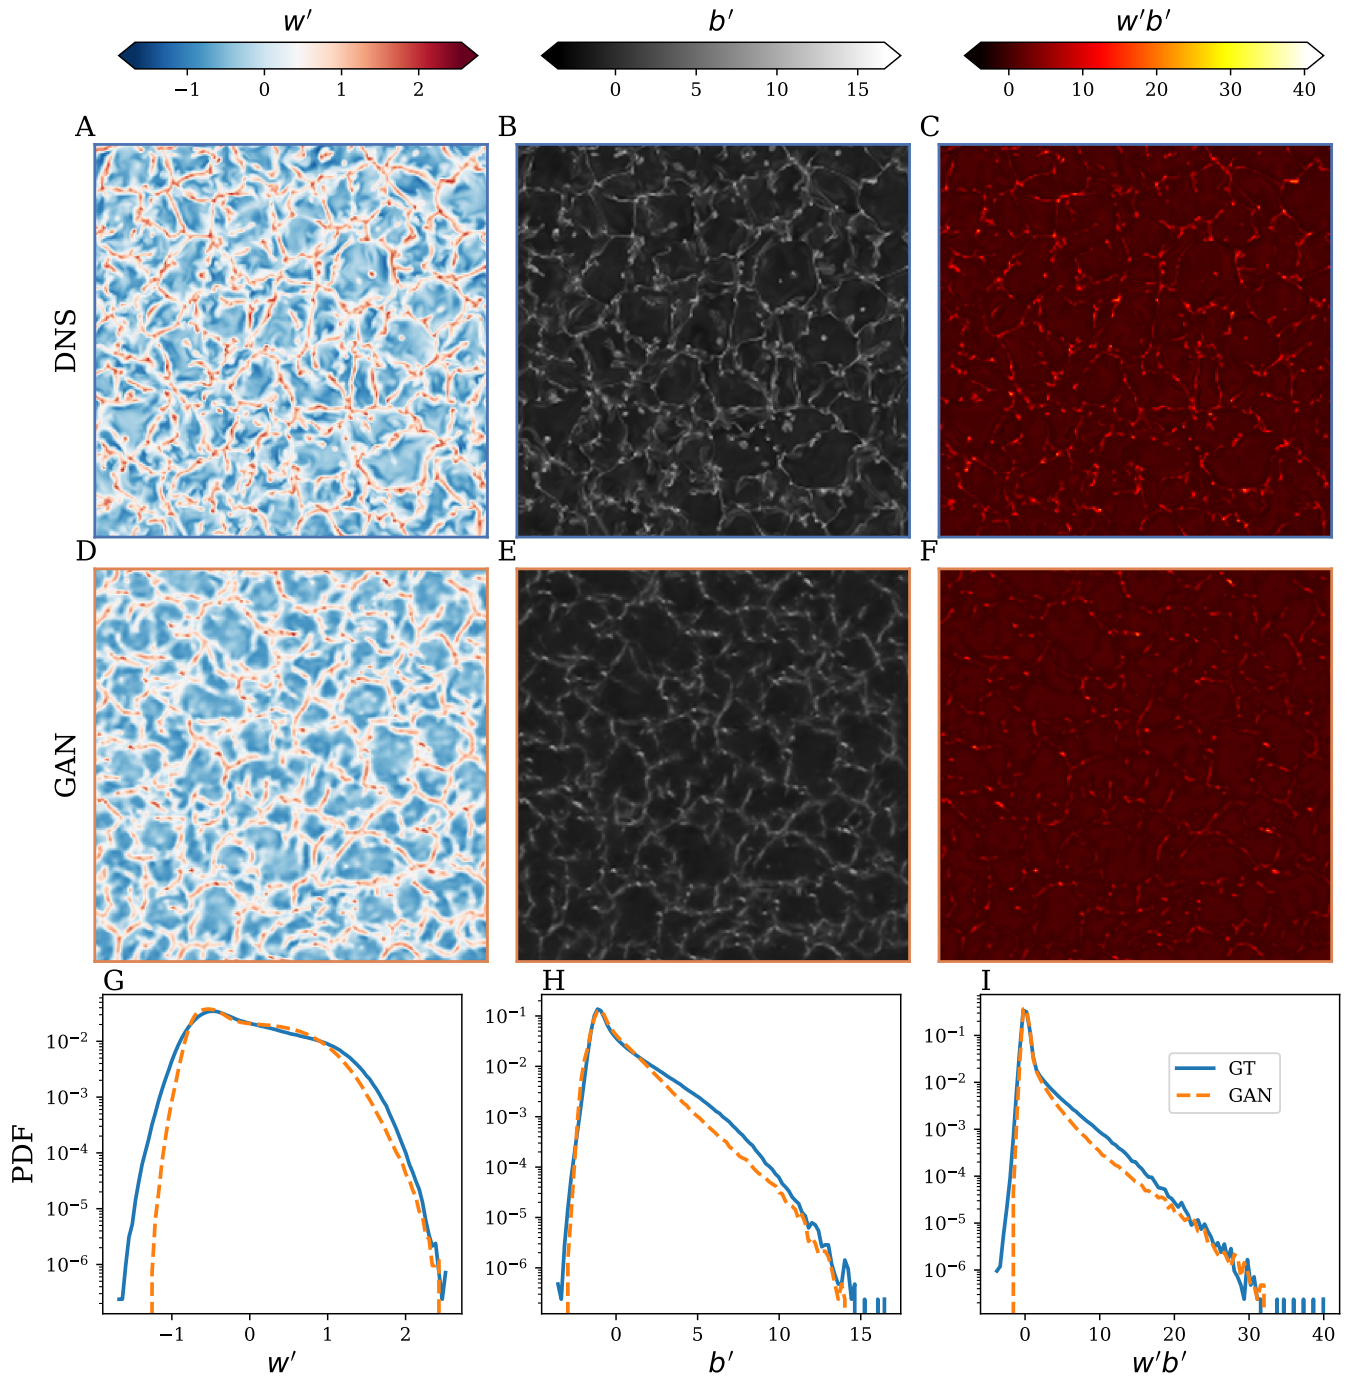 w′ b′ w′b′
−1 0 1 2 0 5 10 15 0 10 20 30 40
A B C
DNS
D E F
GAN
G H I
10⁻² 10⁻³ 10⁻⁴ 10⁻⁵ 10⁻⁶
10⁻¹ 10⁻² 10⁻³ 10⁻⁴ 10⁻⁵ 10⁻⁶
10⁻¹ 10⁻² 10⁻³ 10⁻⁴ 10⁻⁵ 10⁻⁶
PDF
GT
GAN
−1 0 1 2 0 5 10 15 0 10 20 30 40
w′ b′ w′b′